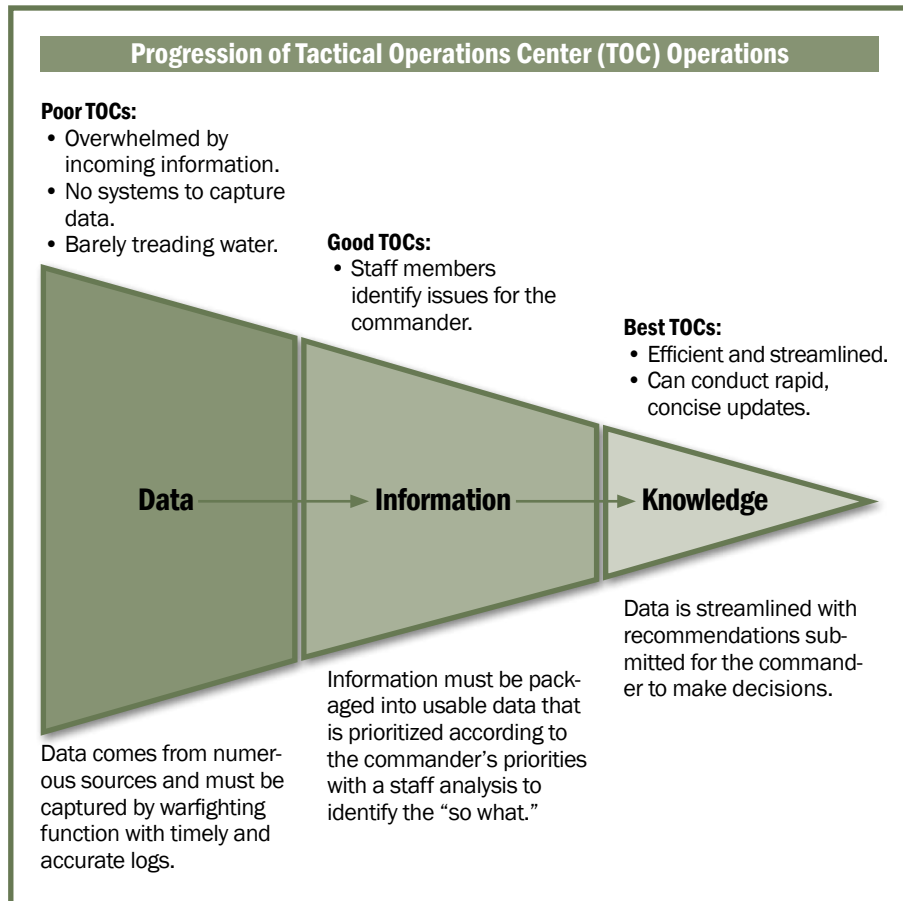 Progression of Tactical Operations Center (TOC) Operations
Poor TOCs:
• Overwhelmed by
incoming information.
• No systems to capture
data.
• Barely treading water.
Good TOCs:
• Staff members
identify issues for the
commander.
Best TOCs:
• Efficient and streamlined.
• Can conduct rapid,
concise updates.
Data
Information
Knowledge
Data comes from numer-
ous sources and must be
captured by warfighting
function with timely and
accurate logs.
Information must be pack-
aged into usable data that
is prioritized according to
the commander’s priorities
with a staff analysis to
identify the “so what.”
Data is streamlined with
recommendations sub-
mitted for the command-
er to make decisions.